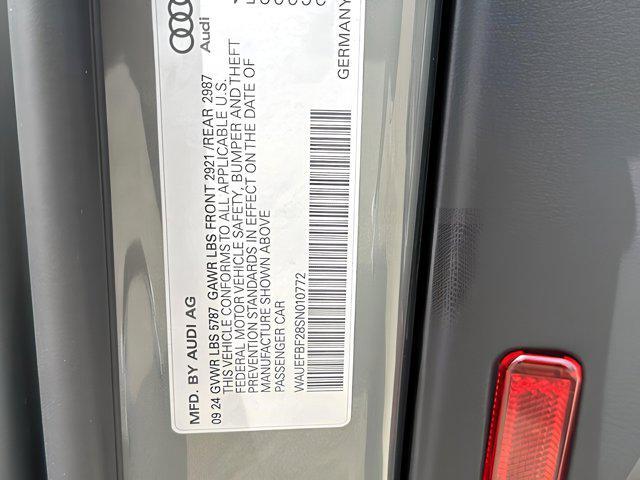 Audi
MFD. BY AUDI AG
GERMANY
09 24 GVWR LBS 5787 GAWR LBS FRONT 2921 /REAR 2987
THIS VEHICLE CONFORMS TO ALL APPLICABLE U.S.
FEDERAL MOTOR VEHICLE SAFETY, BUMPER AND THEFT
PREVENTION STANDARDS IN EFFECT ON THE DATE OF
MANUFACTURE SHOWN ABOVE
PASSENGER CAR
WAUEFBF28SN010772